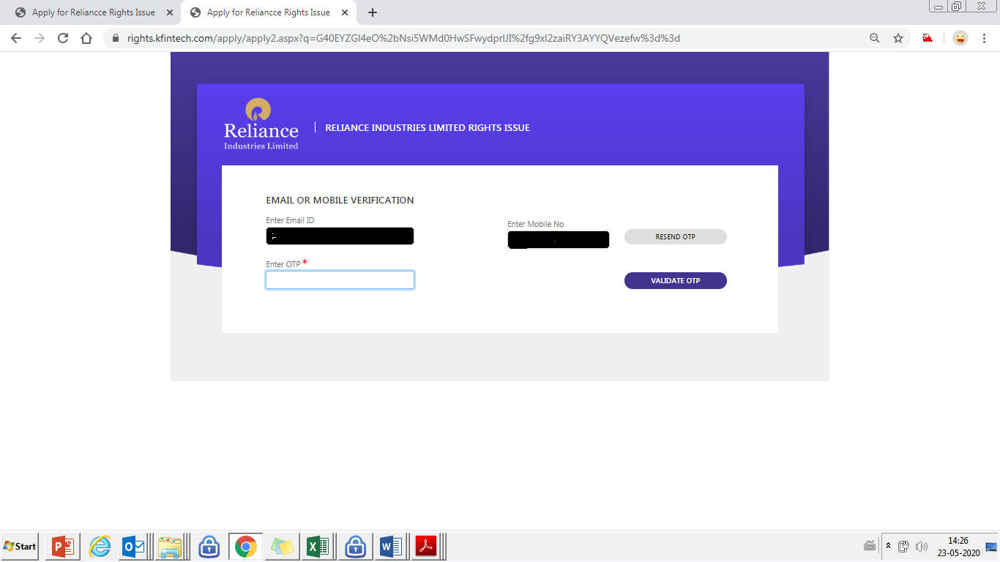 Apply for Reliancce Rights Issue
Apply for Reliancce Rights Issue
rights.kfintech.com/apply/apply2.aspx?q=G40EYZGl4eO%2bNsi5WMd0HwSFwydprlJI%2fg9xl2zaiRY3AYYQVezefw%3d%3d
Reliance
Industries Limited
RELIANCE INDUSTRIES LIMITED RIGHTS ISSUE
EMAIL OR MOBILE VERIFICATION
Enter Email ID
Enter Mobile No
RESEND OTP
Enter OTP *
VALIDATE OTP
Start
14:26
23-05-2020